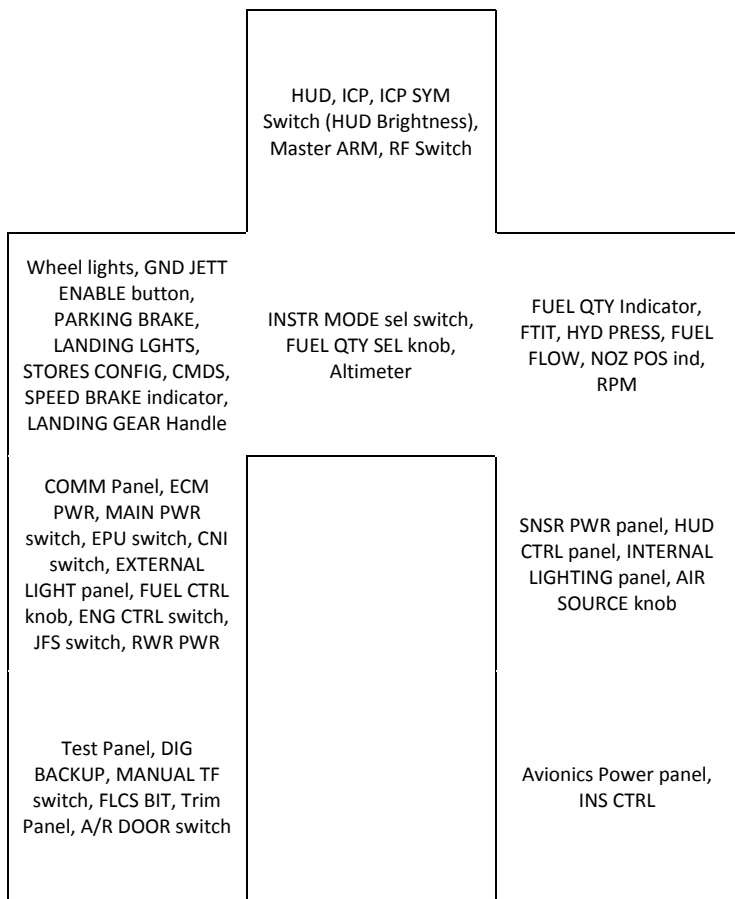 HUD, ICP, ICP SYM
Switch (HUD Brightness),
Master ARM, RF Switch
Wheel lights, GND JETT
ENABLE button,
PARKING BRAKE,
LANDING LGHTS,
STORES CONFIG, CMDS,
SPEED BRAKE indicator,
LANDING GEAR Handle
INSTR MODE sel switch,
FUEL QTY SEL knob,
Altimeter
FUEL QTY Indicator,
FTIT, HYD PRESS, FUEL
FLOW, NOZ POS ind,
RPM
COMM Panel, ECM
PWR, MAIN PWR
switch, EPU switch, CNI
switch, EXTERNAL
LIGHT panel, FUEL CTRL
knob, ENG CTRL switch,
JFS switch, RWR PWR
SNSR PWR panel, HUD
CTRL panel, INTERNAL
LIGHTING panel, AIR
SOURCE knob
Test Panel, DIG
BACKUP, MANUAL TF
switch, FLCS BIT, Trim
Panel, A/R DOOR switch
Avionics Power panel,
INS CTRL